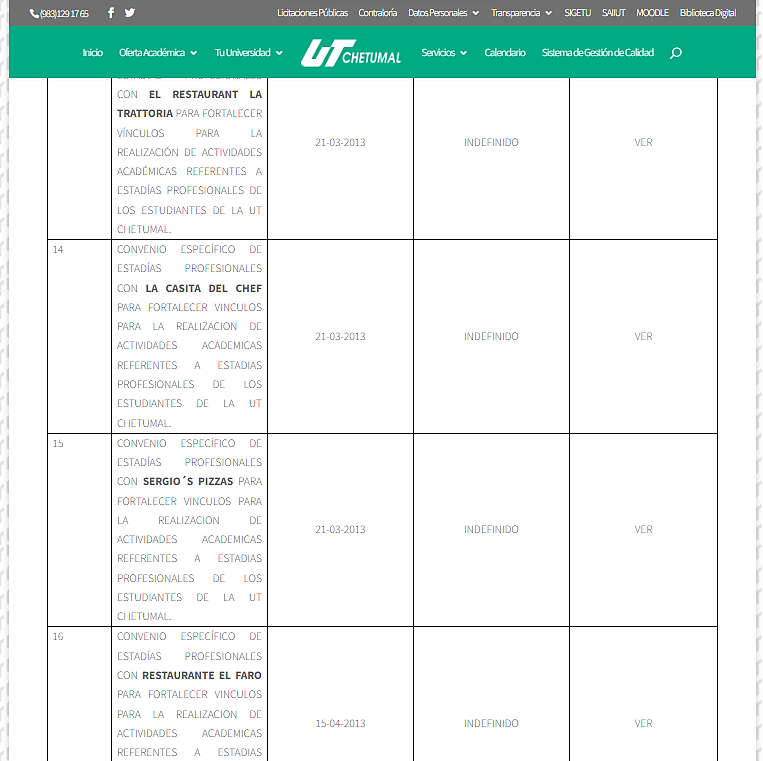 (983)129 17 65
Licitaciones Públicas Contraloría Datos Personales Transparencia SIGETU SAIIUT MOODLE Biblioteca Digital
Inicio Oferta Académica Tu Universidad UT CHETUMAL Servicios Calendario Sistema de Gestión de Calidad
CON EL RESTAURANT LA
TRATTORIA PARA FORTALECER
VÍNCULOS PARA LA
REALIZACIÓN DE ACTIVIDADES
ACADÉMICAS REFERENTES A
ESTADÍAS PROFESIONALES DE
LOS ESTUDIANTES DE LA UT
CHETUMAL.
21-03-2013
INDEFINIDO
VER
14
CONVENIO ESPECÍFICO DE
ESTADÍAS PROFESIONALES
CON LA CASITA DEL CHEF
PARA FORTALECER VINCULOS
PARA LA REALIZACION DE
ACTIVIDADES ACADEMICAS
REFERENTES A ESTADIAS
PROFESIONALES DE LOS
ESTUDIANTES DE LA UT
CHETUMAL.
21-03-2013
INDEFINIDO
VER
15
CONVENIO ESPECÍFICO DE
ESTADÍAS PROFESIONALES
CON SERGIO´S PIZZAS PARA
FORTALECER VINCULOS PARA
LA REALIZACION DE
ACTIVIDADES ACADEMICAS
REFERENTES A ESTADIAS
PROFESIONALES DE LOS
ESTUDIANTES DE LA UT
CHETUMAL.
21-03-2013
INDEFINIDO
VER
16
CONVENIO ESPECÍFICO DE
ESTADÍAS PROFESIONALES
CON RESTAURANTE EL FARO
PARA FORTALECER VINCULOS
PARA LA REALIZACION DE
ACTIVIDADES ACADEMICAS
REFERENTES A ESTADIAS
15-04-2013
INDEFINIDO
VER